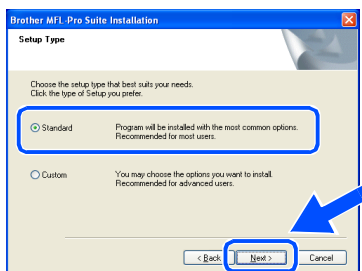 Brother MFL-Pro Suite Installation
Setup Type
Choose the setup type that best suits your needs.
Click the type of Setup you prefer.
Standard
Program will be installed with the most common options.
Recommended for most users.
Custom
You may choose the options you want to install.
Recommended for advanced users.
< Back Next > Cancel